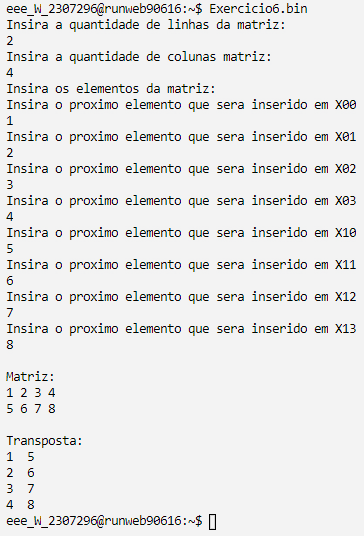 eee_W_2307296@runweb90616:~$ Exercicio6.bin
Insira a quantidade de linhas da matriz:
2
Insira a quantidade de colunas matriz:
4
Insira os elementos da matriz:
Insira o proximo elemento que sera inserido em X00
1
Insira o proximo elemento que sera inserido em X01
2
Insira o proximo elemento que sera inserido em X02
3
Insira o proximo elemento que sera inserido em X03
4
Insira o proximo elemento que sera inserido em X10
5
Insira o proximo elemento que sera inserido em X11
6
Insira o proximo elemento que sera inserido em X12
7
Insira o proximo elemento que sera inserido em X13
8
Matriz:
1 2 3 4
5 6 7 8
Transposta:
1  5
2  6
3  7
4  8
eee_W_2307296@runweb90616:~$